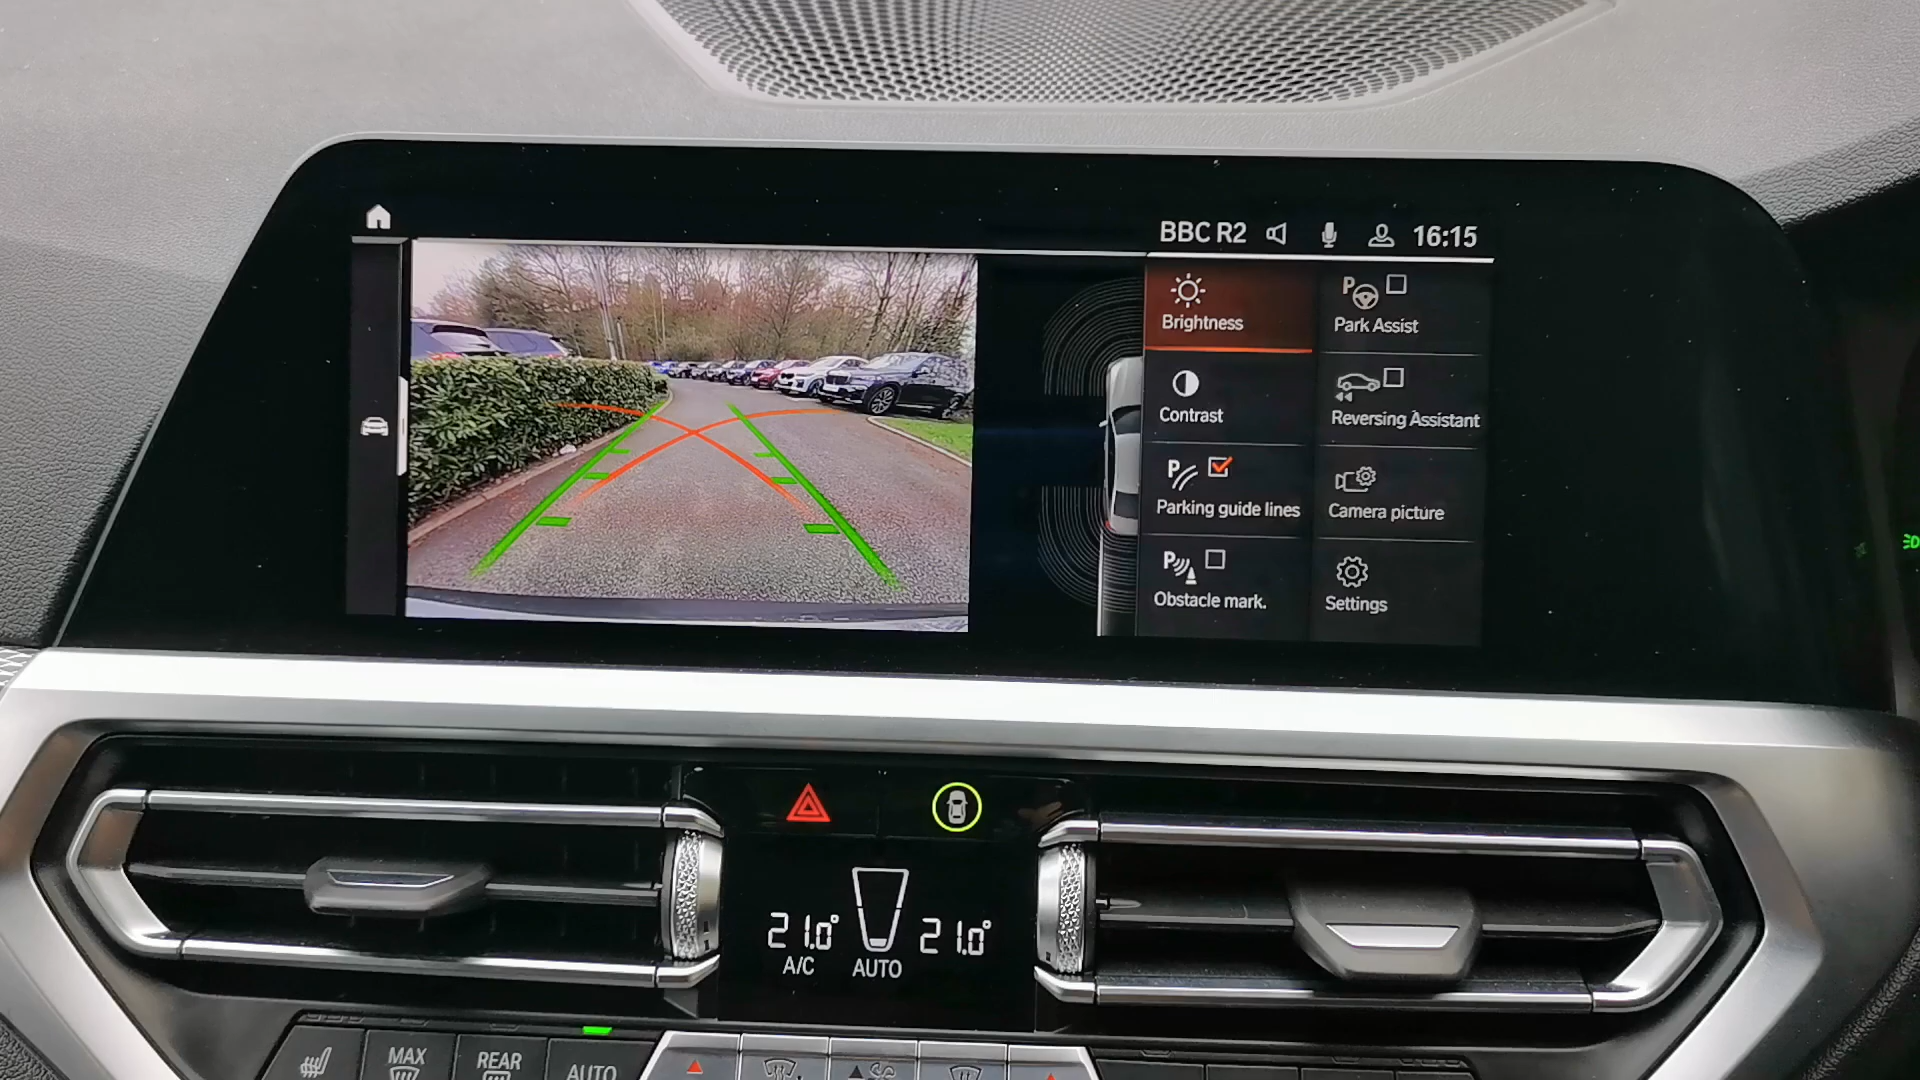 BBC R2 16:15
Brightness
P
Park Assist
Contrast
Reversing Assistant
P
Parking guide lines
Camera picture
P
Obstacle mark.
Settings
21.0° 21.0°
A/C AUTO
MAX
REAR
AUTO